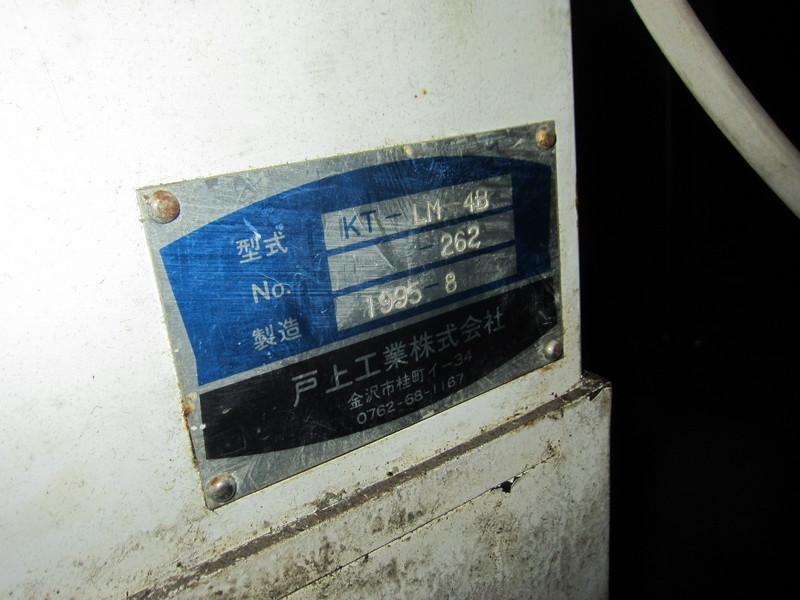 型式 KT-LM-4B
No. -262
製造 1995-8
戸上工業株式会社
金沢市桂町イ-34
0762-68-1167